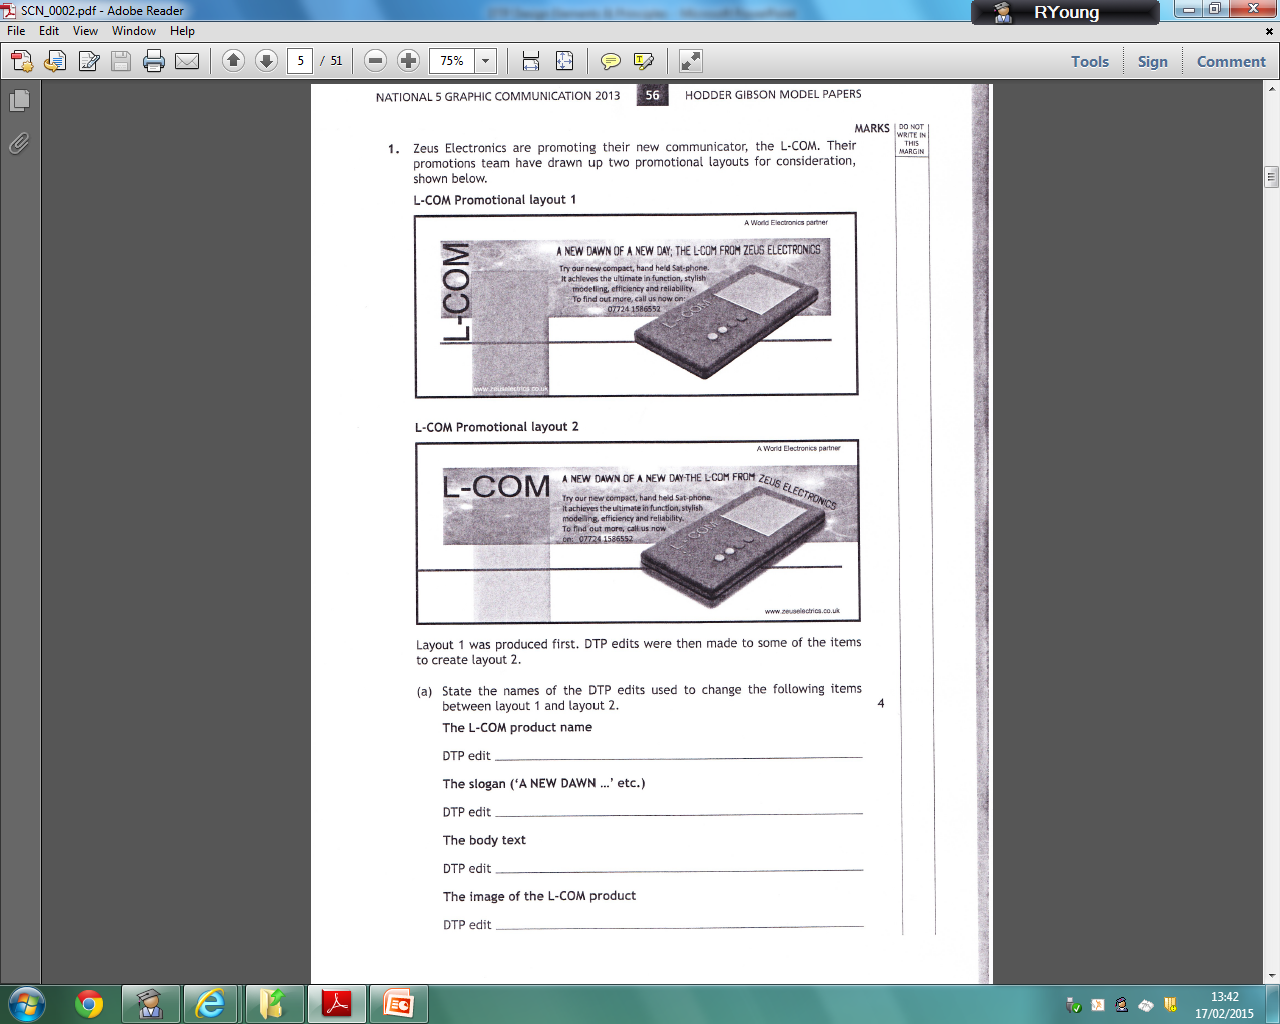 SCN_0002.pdf - Adobe Reader
DTP Design Elements & Principles - Microsoft PowerPoint
RYoung
File Edit View Window Help
5 / 51 75% Tools Sign Comment
NATIONAL 5 GRAPHIC COMMUNICATION 2013 56 HODDER GIBSON MODEL PAPERS
MARKS
DO NOT
WRITE IN
THIS
MARGIN
1. Zeus Electronics are promoting their new communicator, the L-COM. Their
promotions team have drawn up two promotional layouts for consideration,
shown below.
L-COM Promotional layout 1
A World Electronics partner
L-COM
A NEW DAWN OF A NEW DAY; THE L-COM FROM ZEUS ELECTRONICS
Try our new compact, hand held Sat-phone.
It achieves the ultimate in function, stylish
modelling, efficiency and reliability.
To find out more, call us now on:
07724 1586552
L-COM
www.zeuselectrics.co.uk
L-COM Promotional layout 2
A World Electronics partner
L-COM
A NEW DAWN OF A NEW DAY-THE L-COM FROM ZEUS ELECTRONICS
Try our new compact, hand held Sat-phone.
It achieves the ultimate in function, stylish
modelling, efficiency and reliability.
To find out more, call us now
on: 07724 1586552
L-COM
www.zeuselectrics.co.uk
Layout 1 was produced first. DTP edits were then made to some of the items
to create layout 2.
(a) State the names of the DTP edits used to change the following items
between layout 1 and layout 2. 4
The L-COM product name
DTP edit
The slogan (‘A NEW DAWN ...’ etc.)
DTP edit
The body text
DTP edit
The image of the L-COM product
DTP edit
13:42
17/02/2015